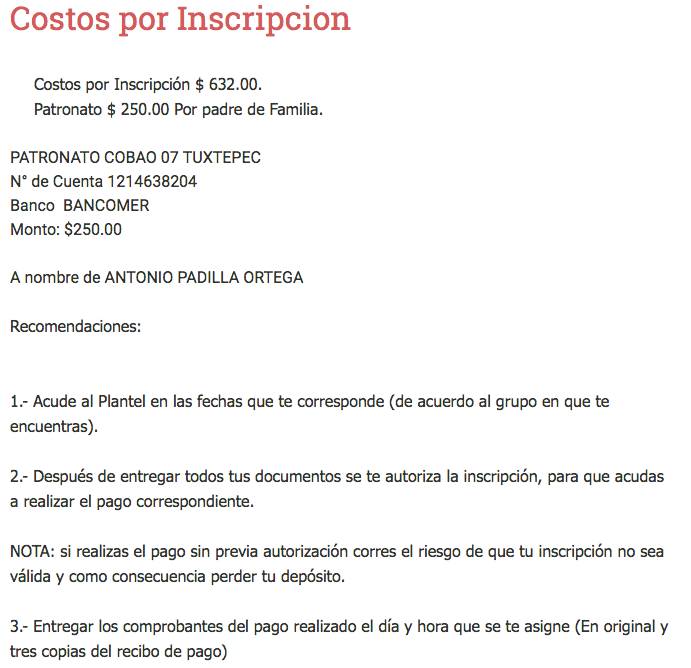 Costos por Inscripcion
Costos por Inscripción $ 632.00.
Patronato $ 250.00 Por padre de Familia.
PATRONATO COBAO 07 TUXTEPEC
N° de Cuenta 1214638204
Banco  BANCOMER
Monto: $250.00
A nombre de ANTONIO PADILLA ORTEGA
Recomendaciones:
1.- Acude al Plantel en las fechas que te corresponde (de acuerdo al grupo en que te
encuentras).
2.- Después de entregar todos tus documentos se te autoriza la inscripción, para que acudas
a realizar el pago correspondiente.
NOTA: si realizas el pago sin previa autorización corres el riesgo de que tu inscripción no sea
válida y como consecuencia perder tu depósito.
3.- Entregar los comprobantes del pago realizado el día y hora que se te asigne (En original y
tres copias del recibo de pago)